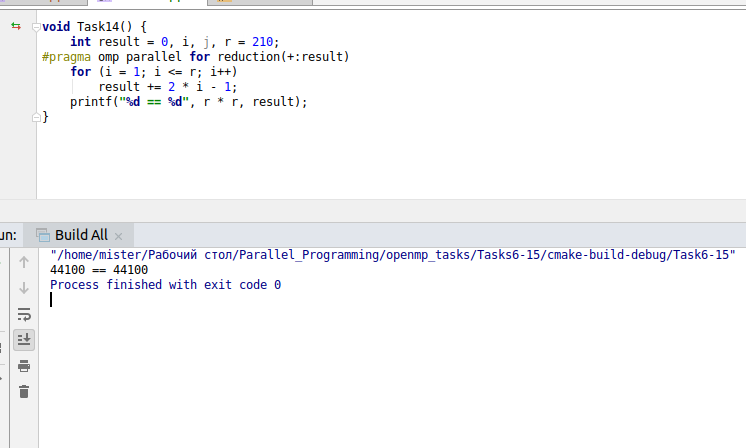 void Task14() {
    int result = 0, i, j, r = 210;
#pragma omp parallel for reduction(+:result)
    for (i = 1; i <= r; i++)
        result += 2 * i - 1;
    printf("%d == %d", r * r, result);
}
un:
Build All
"/home/mister/Рабочий стол/Parallel_Programming/openmp_tasks/Tasks6-15/cmake-build-debug/Task6-15"
44100 == 44100
Process finished with exit code 0